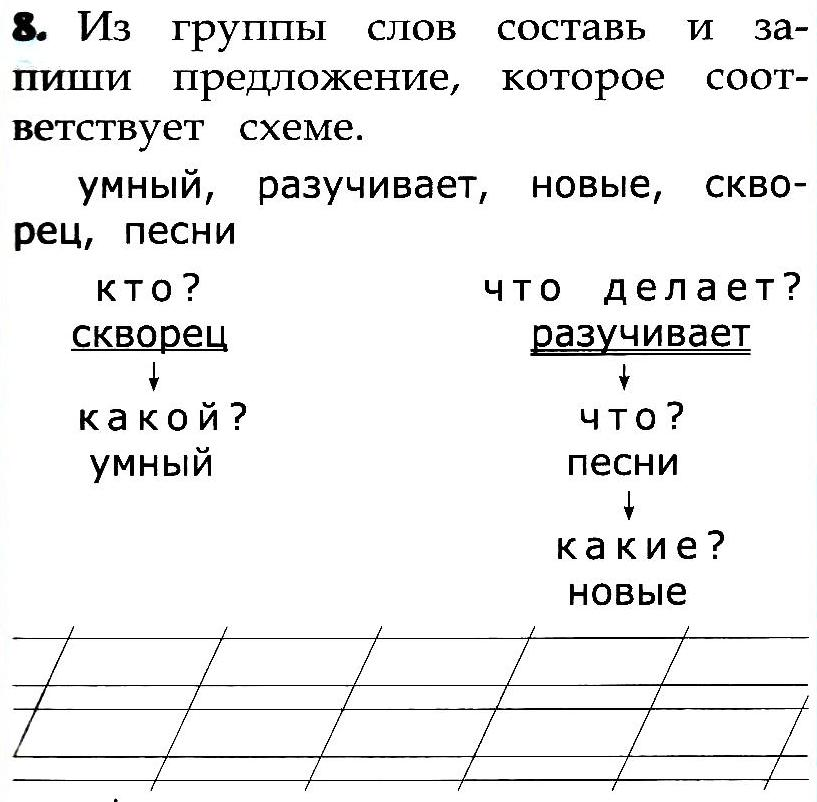 8. Из группы слов составь и за-
пиши предложение, которое соот-
ветствует схеме.
умный, разучивает, новые, скво-
рец, песни
кто? что делает?
скворец разучивает
↓ ↓
какой? что?
умный песни
↓
какие?
новые